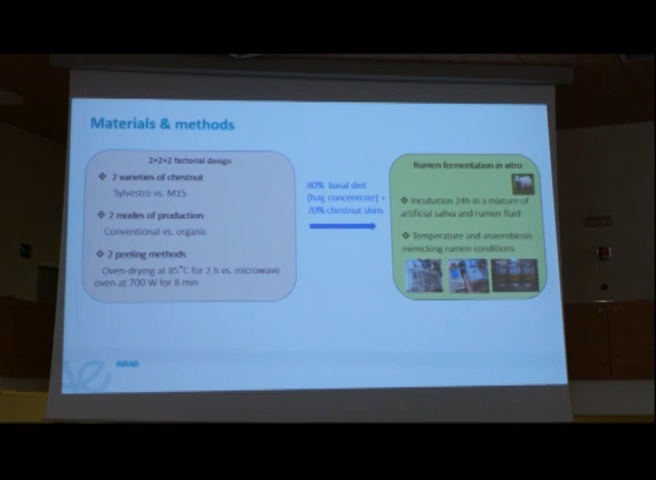 Materials & methods
2×2×2 factorial design
❖ 2 varieties of chestnut
Sylvestre vs. M15
❖ 2 modes of production
Conventional vs. organic
❖ 2 peeling methods
Oven-drying at 85°C for 2 h vs. microwave
oven at 700 W for 8 min
80% basal diet
(hay, concentrate) +
20% chestnut skins
Rumen fermentation in vitro
❖ Incubation 24h in a mixture of
artificial saliva and rumen fluid
❖ Temperature and anaerobiosis
mimicking rumen conditions
INRAE